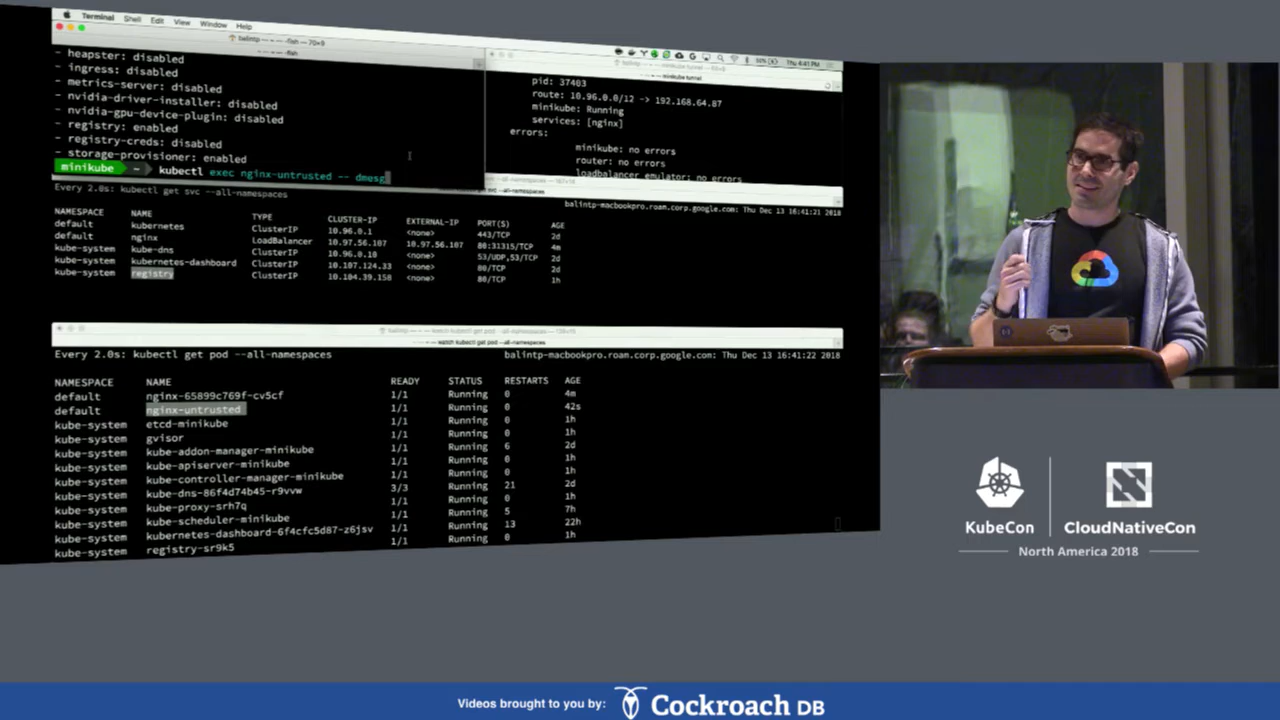 Terminal Shell Edit View Window Help
- heapster: disabled
- ingress: disabled
- metrics-server: disabled
- nvidia-driver-installer: disabled
- nvidia-gpu-device-plugin: disabled
- registry: enabled
- registry-creds: disabled
- storage-provisioner: enabled
minikube ~ kubectl exec nginx-untrusted -- dmesg
Thu 4:41 PM
minikube tunnel
pid: 37403
route: 10.96.0.0/12 -> 192.168.64.87
minikube: Running
services: [nginx]
errors:
minikube: no errors
router: no errors
loadbalancer emulator: no errors
Every 2.0s: kubectl get svc --all-namespaces
balintp-macbookpro.roam.corp.google.com: Thu Dec 13 16:41:21 2018
NAMESPACE NAME TYPE CLUSTER-IP EXTERNAL-IP PORT(S) AGE
default kubernetes ClusterIP 10.96.0.1 <none> 443/TCP 2d
default nginx LoadBalancer 10.97.56.107 10.97.56.107 80:31315/TCP 4m
kube-system kube-dns ClusterIP 10.96.0.10 <none> 53/UDP,53/TCP 2d
kube-system kubernetes-dashboard ClusterIP 10.107.124.33 <none> 80/TCP 2d
kube-system registry ClusterIP 10.104.39.158 <none> 80/TCP 1h
watch kubectl get pod --all-namespaces
Every 2.0s: kubectl get pod --all-namespaces
balintp-macbookpro.roam.corp.google.com: Thu Dec 13 16:41:22 2018
NAMESPACE NAME READY STATUS RESTARTS AGE
default nginx-65899c769f-cv5cf 1/1 Running 0 4m
default nginx-untrusted 1/1 Running 0 42s
kube-system etcd-minikube 1/1 Running 0 1h
kube-system gvisor 1/1 Running 0 1h
kube-system kube-addon-manager-minikube 1/1 Running 6 2d
kube-system kube-apiserver-minikube 1/1 Running 0 1h
kube-system kube-controller-manager-minikube 1/1 Running 0 1h
kube-system kube-dns-86f4d74b45-r9vvw 3/3 Running 21 2d
kube-system kube-proxy-srh7q 1/1 Running 0 1h
kube-system kube-scheduler-minikube 1/1 Running 5 7h
kube-system kubernetes-dashboard-6f4cfc5d87-z6jsv 1/1 Running 13 22h
kube-system registry-sr9k5 1/1 Running 0 1h
KubeCon CloudNativeCon
North America 2018
Videos brought to you by: Cockroach DB